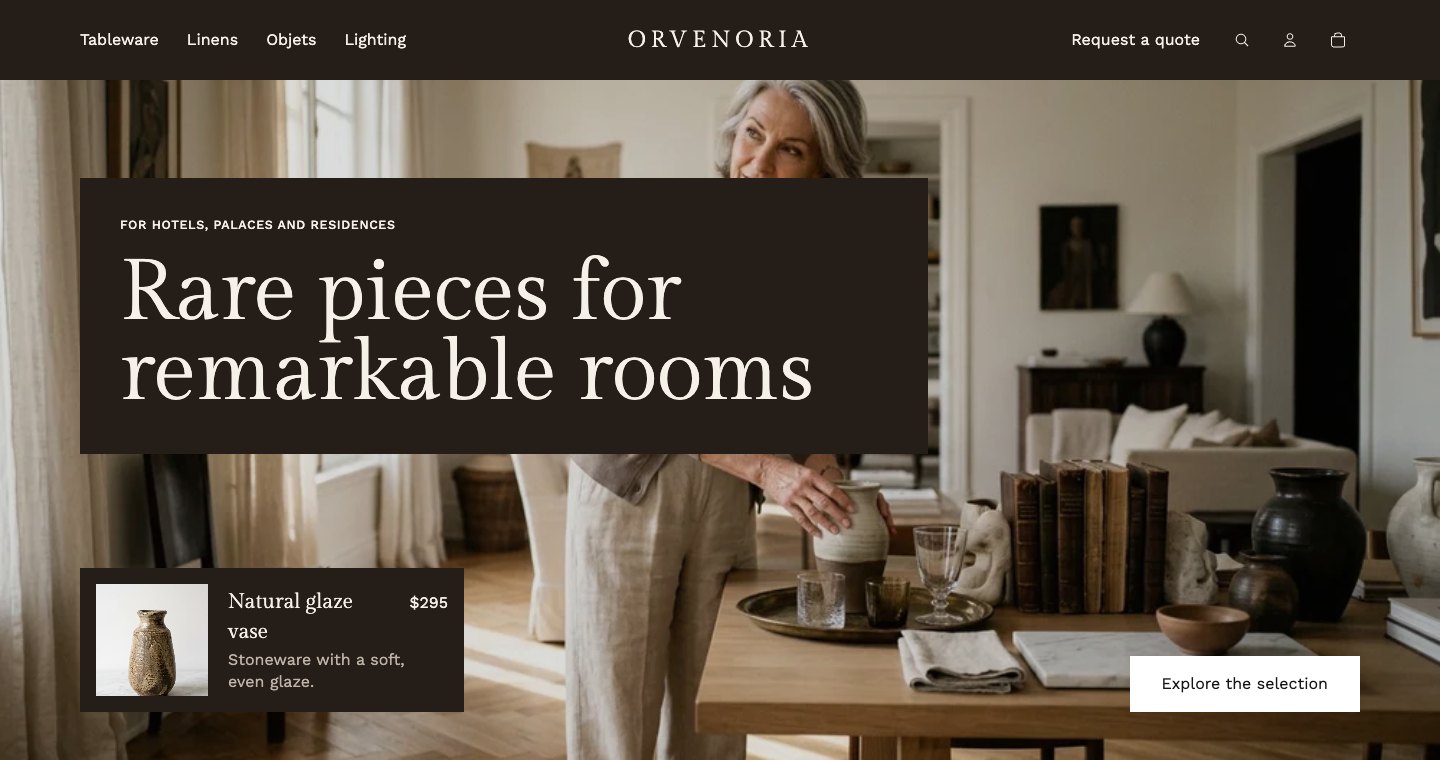 Tableware
Linens
Objets
Lighting
ORVENORIA
Request a quote
FOR HOTELS, PALACES AND RESIDENCES
Rare pieces for
remarkable rooms
Natural glaze
vase
$295
Stoneware with a soft,
even glaze.
Explore the selection